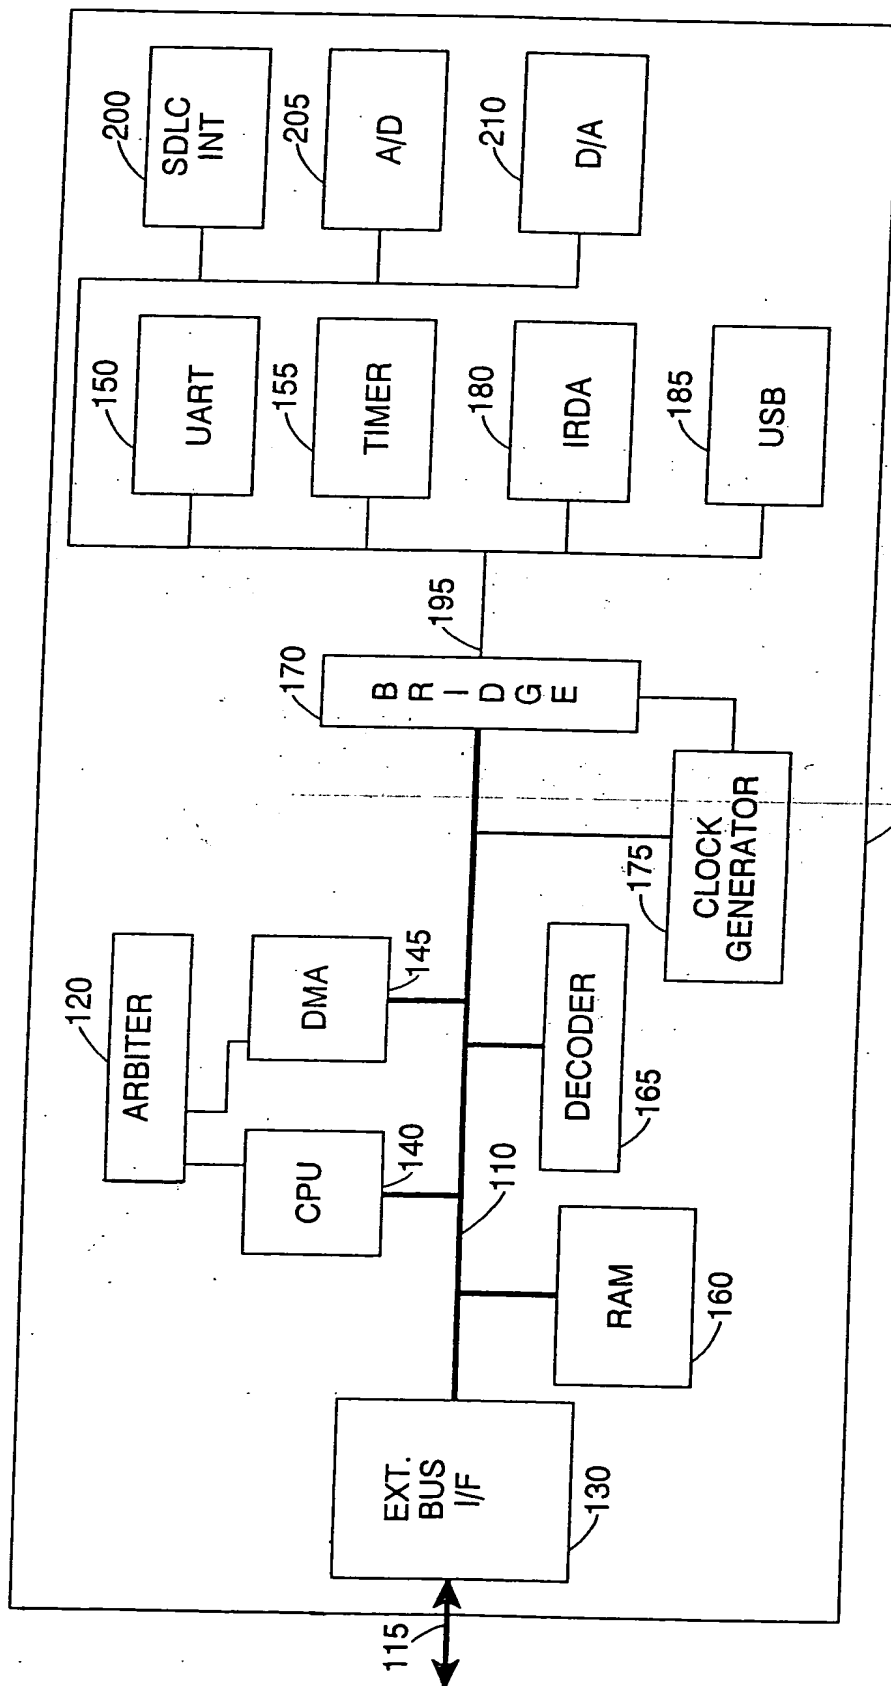 120
ARBITER
CPU
140
DMA
145
110
EXT.
BUS
I/F
130
115
RAM
160
DECODER
165
CLOCK
GENERATOR
175
170
BRIDGE
195
150
UART
155
TIMER
180
IRDA
185
USB
200
SDLC
INT
205
A/D
210
D/A